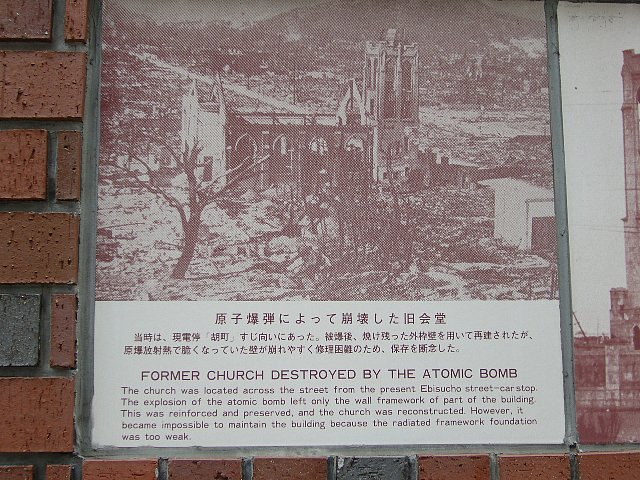 原子爆弾によって崩壊した旧会堂
当時は、現電停「胡町」すじ向いにあった。被爆後、焼け残った外枠壁を用いて再建されたが、
原爆放射熱で脆くなっていた壁が崩れやすく修理困難のため、保存を断念した。
FORMER CHURCH DESTROYED BY THE ATOMIC BOMB
The church was located across the street from the present Ebisucho street-carstop.
The explosion of the atomic bomb left only the wall framework of part of the building.
This was reinforced and preserved, and the church was reconstructed. However, it
became impossible to maintain the building because the radiated framework foundation
was too weak.